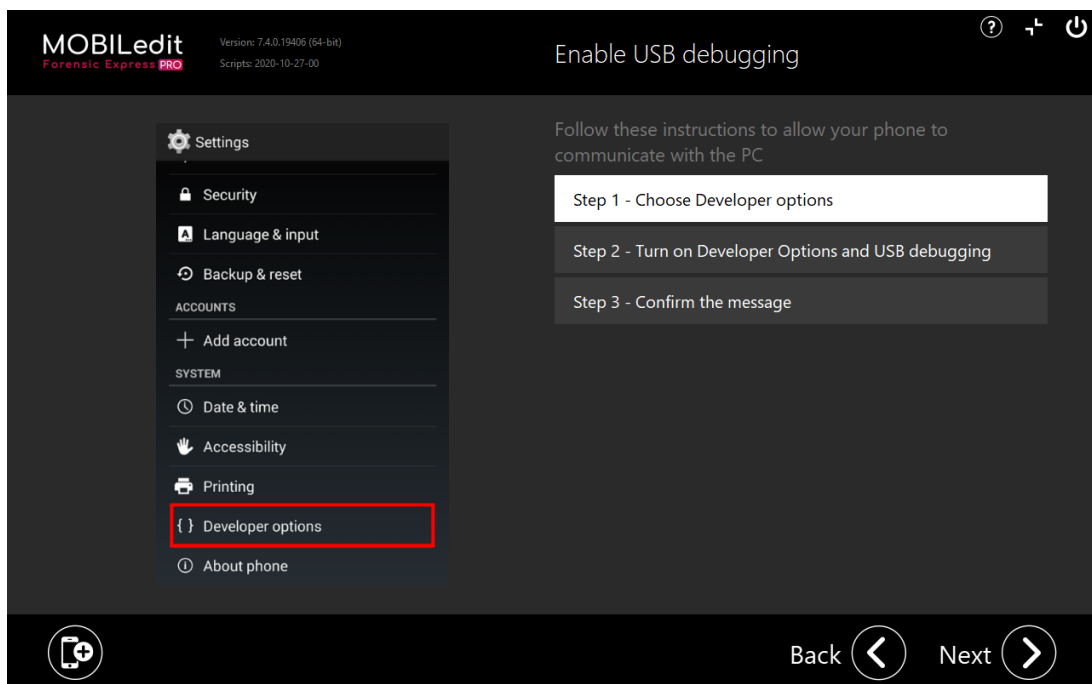 MOBILedit
Forensic Express PRO
Version: 7.4.0.19406 (64-bit)
Scripts: 2020-10-27-00
Enable USB debugging
?
Settings
Security
A
Language & input
Backup & reset
ACCOUNTS
Add account
SYSTEM
Date & time
Accessibility
Printing
{ } Developer options
About phone
Follow these instructions to allow your phone to
communicate with the PC
Step 1 - Choose Developer options
Step 2 - Turn on Developer Options and USB debugging
Step 3 - Confirm the message
Back
Next